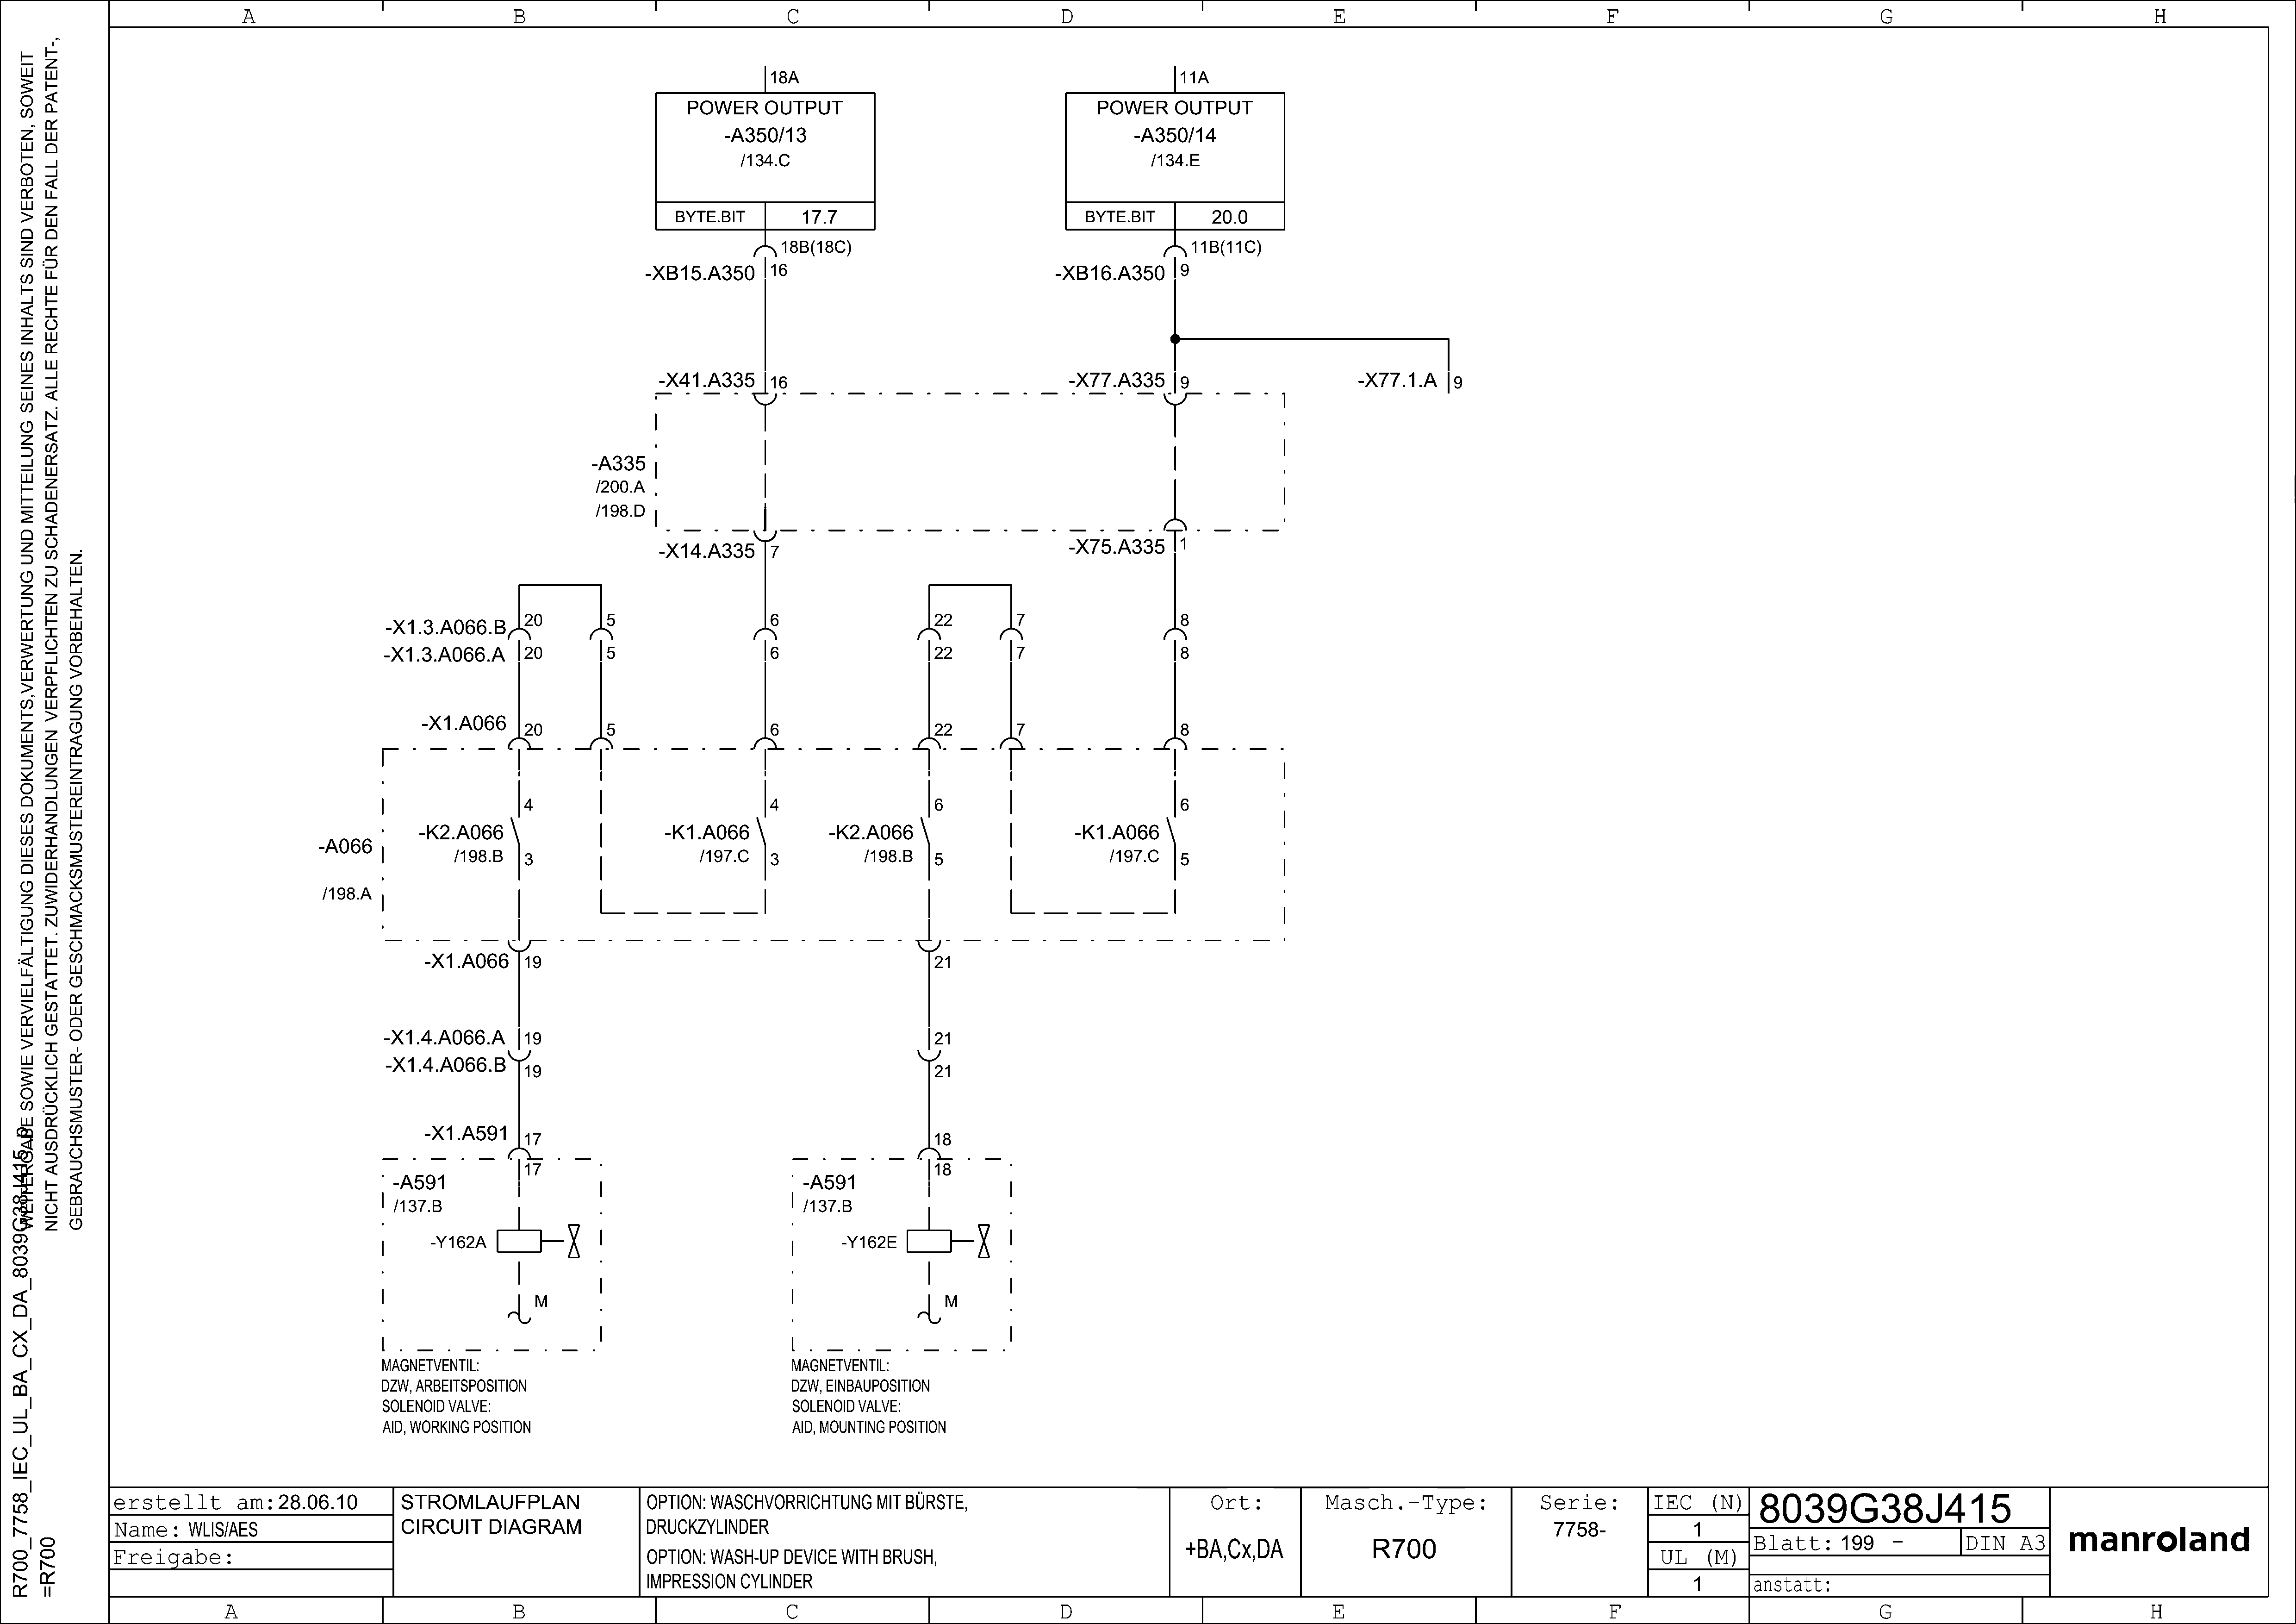 A B C D E F G H
WEITERGABE SOWIE VERVIELFÄLTIGUNG DIESES DOKUMENTS,VERWERTUNG UND MITTEILUNG SEINES INHALTS SIND VERBOTEN, SOWEIT
NICHT AUSDRÜCKLICH GESTATTET. ZUWIDERHANDLUNGEN VERPFLICHTEN ZU SCHADENERSATZ. ALLE RECHTE FÜR DEN FALL DER PATENT-,
GEBRAUCHSMUSTER- ODER GESCHMACKSMUSTEREINTRAGUNG VORBEHALTEN.
18A 11A
POWER OUTPUT POWER OUTPUT
-A350/13 -A350/14
/134.C /134.E
BYTE.BIT 17.7 BYTE.BIT 20.0
18B(18C) 11B(11C)
-XB15.A350 16 -XB16.A350 9
-X41.A335 16 -X77.A335 9 -X77.1.A 9
-A335
/200.A
/198.D
-X14.A335 7 -X75.A335 1
-X1.3.A066.B 20 5 6 22 7 8
-X1.3.A066.A 20 5 6 22 7 8
-X1.A066 20 5 6 22 7 8
4 4 6 6
-K2.A066 -K1.A066 -K2.A066 -K1.A066
-A066
/198.B 3 /197.C 3 /198.B 5 /197.C 5
/198.A
-X1.A066 19 21
-X1.4.A066.A 19 21
-X1.4.A066.B 19 21
-X1.A591 17 18
17 18
-A591 -A591
/137.B /137.B
-Y162A -Y162E
M M
MAGNETVENTIL: MAGNETVENTIL:
DZW, ARBEITSPOSITION DZW, EINBAUPOSITION
SOLENOID VALVE: SOLENOID VALVE:
AID, WORKING POSITION AID, MOUNTING POSITION
R700_7758_IEC_UL_BA_CX_DA_8039G38J415_p
=R700
erstellt am: 28.06.10
Name: WLIS/AES
Freigabe:
STROMLAUFPLAN
CIRCUIT DIAGRAM
OPTION: WASCHVORRICHTUNG MIT BÜRSTE,
DRUCKZYLINDER
OPTION: WASH-UP DEVICE WITH BRUSH,
IMPRESSION CYLINDER
Ort:
+BA,Cx,DA
Masch.-Type:
R700
Serie:
7758-
IEC (N)
1
UL (M)
1
8039G38J415
Blatt: 199 - DIN A3
anstatt:
manroland
A B C D E F G H